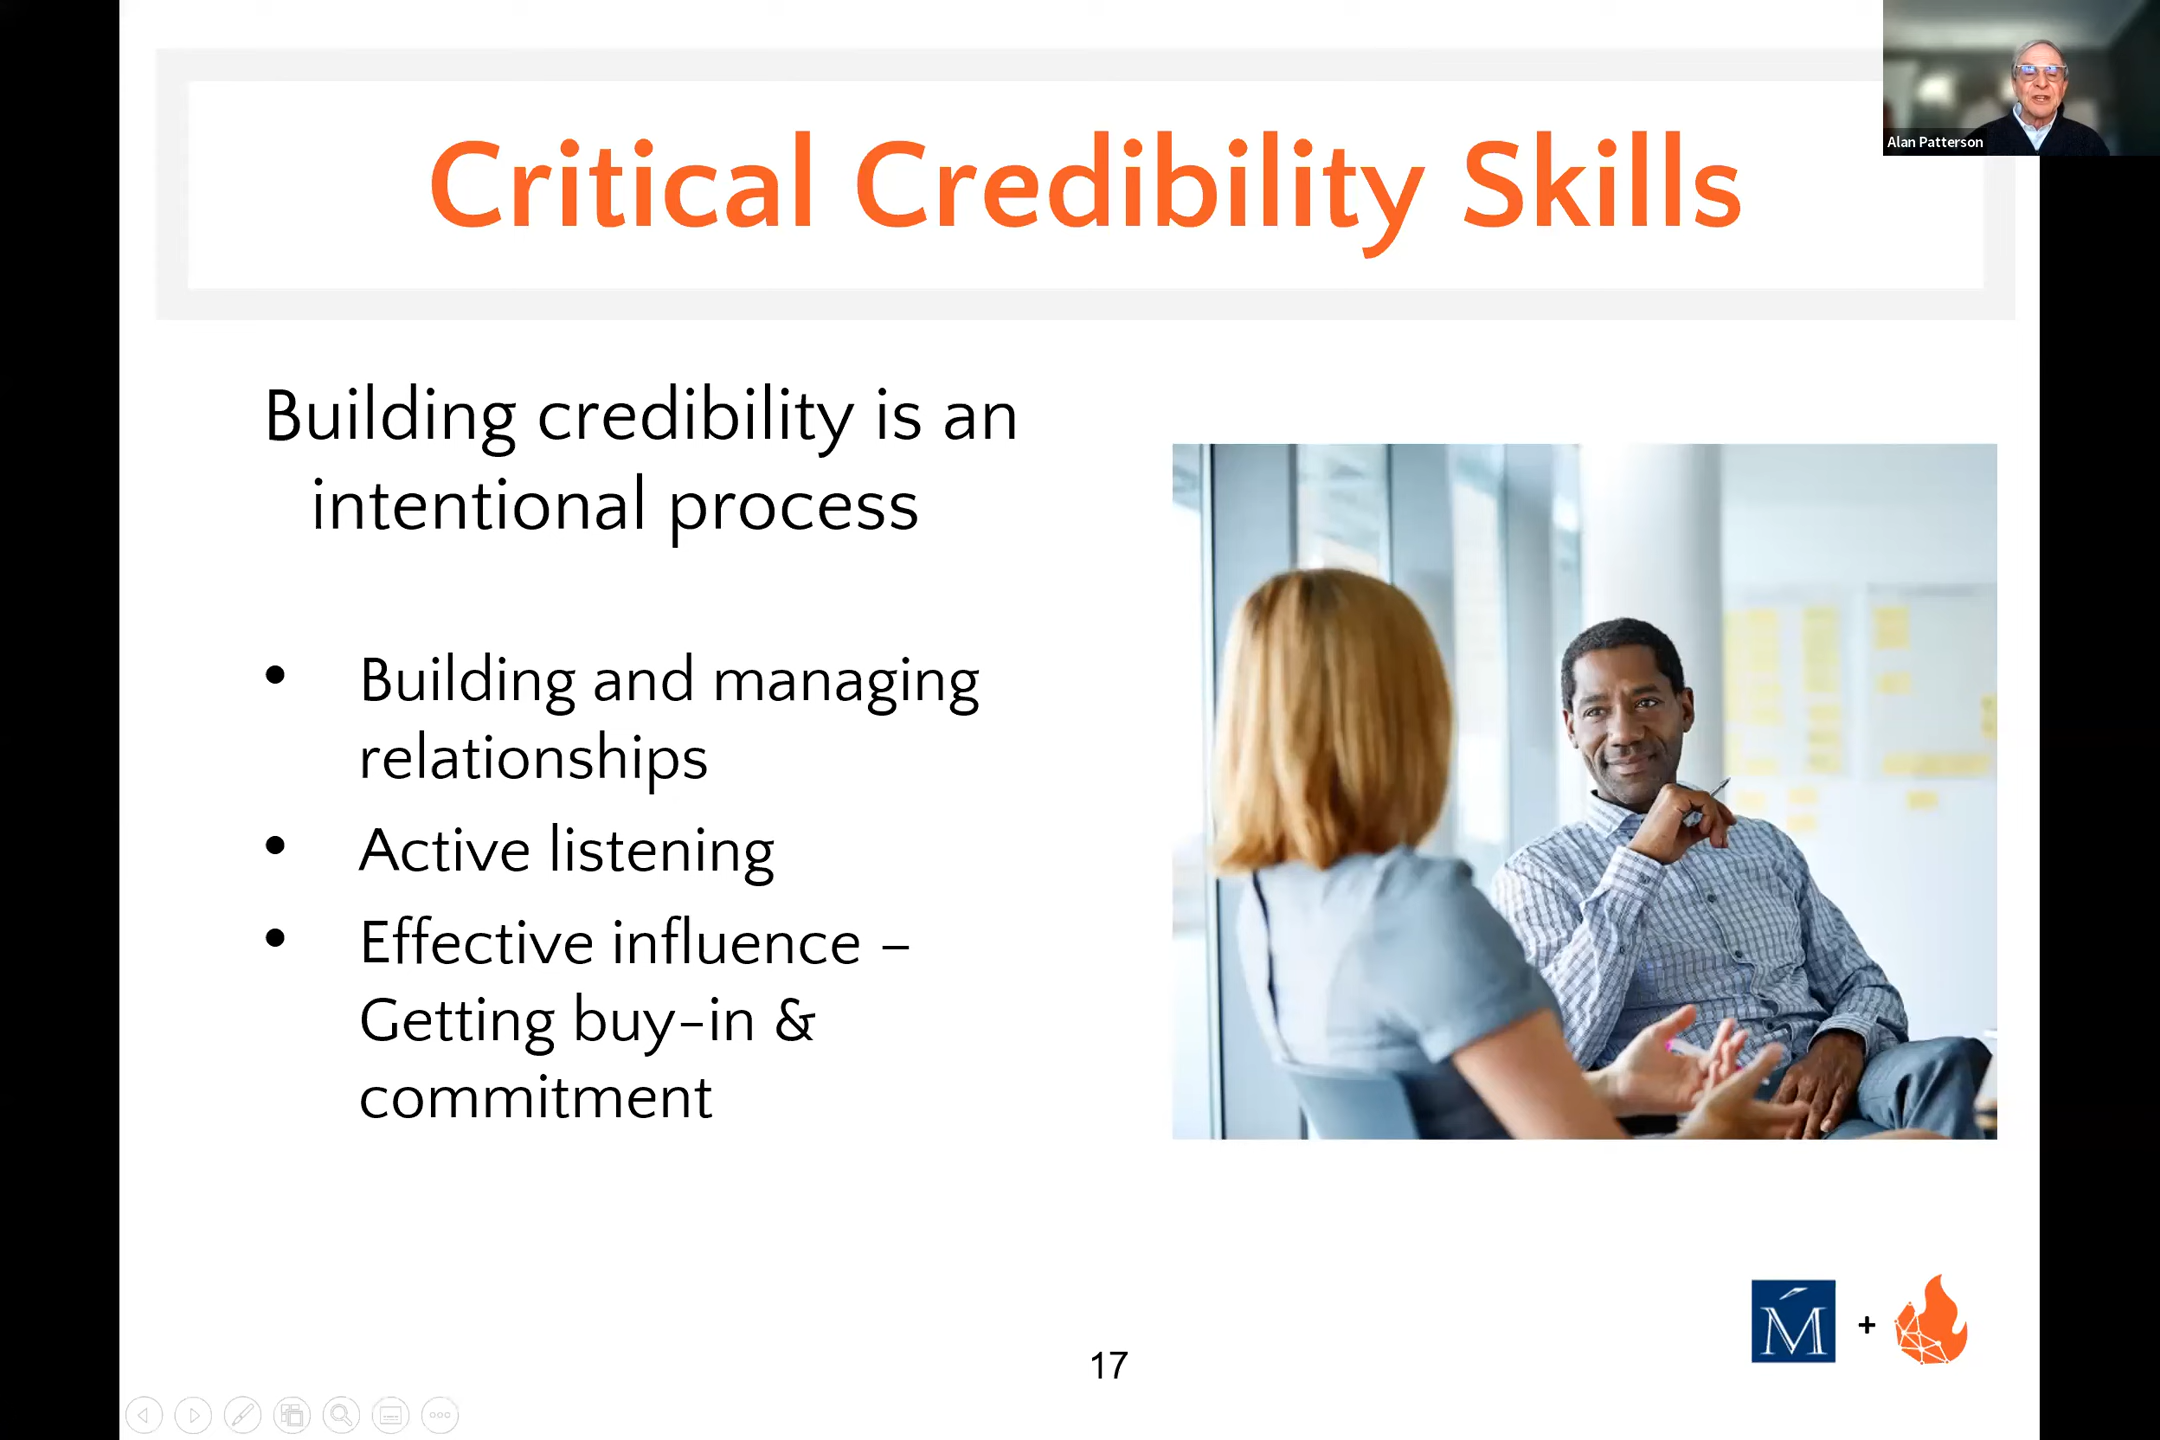 Critical Credibility Skills
Alan Patterson
Building credibility is an
intentional process
• Building and managing
relationships
• Active listening
• Effective influence –
Getting buy-in &
commitment
M
+
17